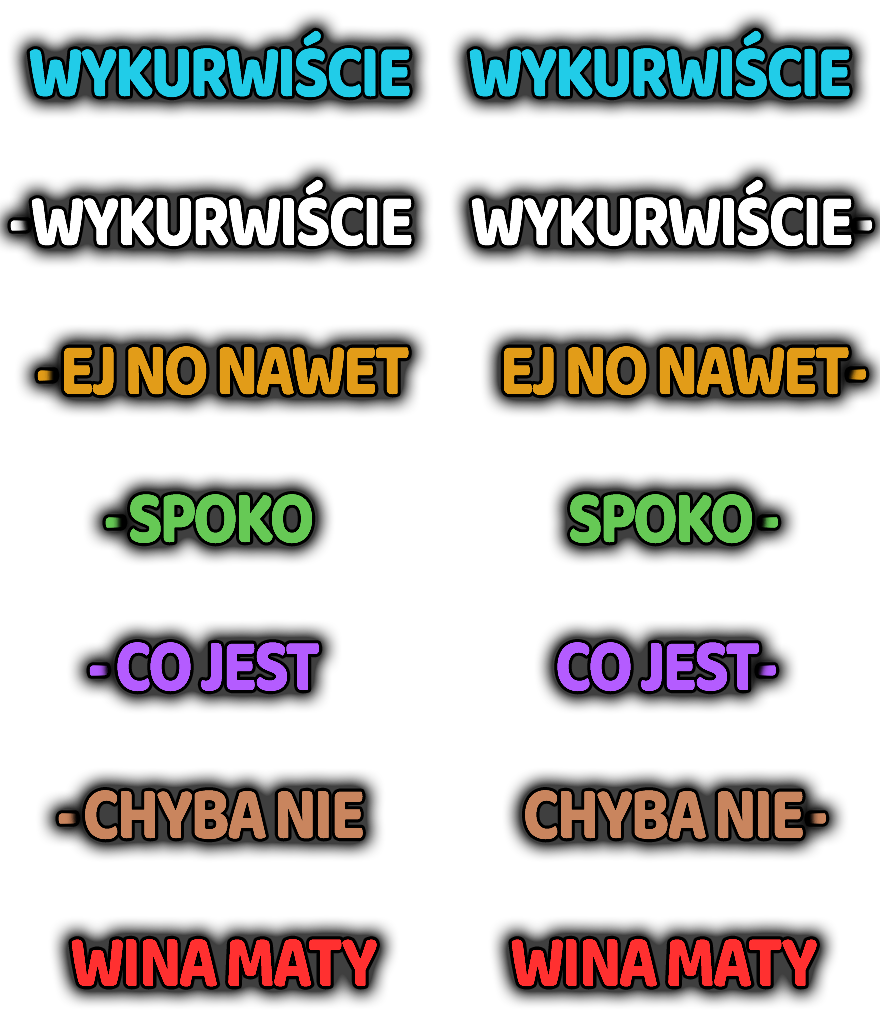 WYKURWIŚCIE WYKURWIŚCIE
-WYKURWIŚCIE WYKURWIŚCIE-
-EJ NO NAWET EJ NO NAWET-
-SPOKO SPOKO-
-CO JEST CO JEST-
-CHYBA NIE CHYBA NIE-
WINA MATY WINA MATY